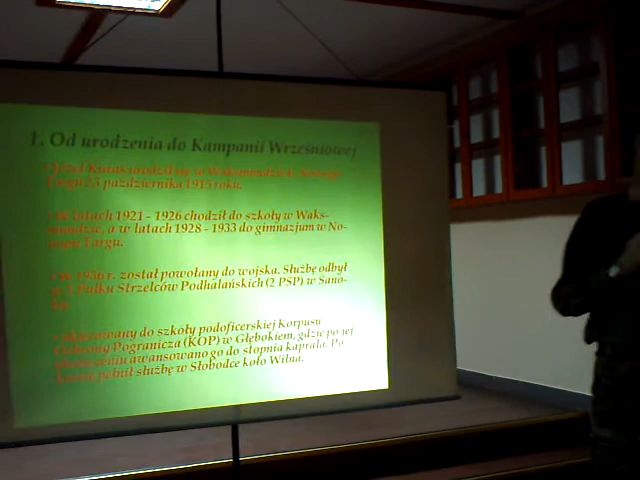 1. Od urodzenia do Kampanii Wrześniowej
• Józef Kuraś urodził się w Waksmundzie k. Nowego
Targu 23 października 1915 roku.
• W latach 1921 - 1926 chodził do szkoły w Waks-
mundzie, a w latach 1928 - 1933 do gimnazjum w No-
wym Targu.
• W 1936 r. został powołany do wojska. Służbę odbył
w Pułku Strzelców Podhalańskich (2 PSP) w Sano-
ku.
• skierowany do szkoły podoficerskiej Korpusu
Ochrony Pogranicza (KOP) w Głębokiem, gdzie po jej
ukończeniu awansowano go do stopnia kaprala. Po
kursie pełnił służbę w Słobodce koło Wilna.